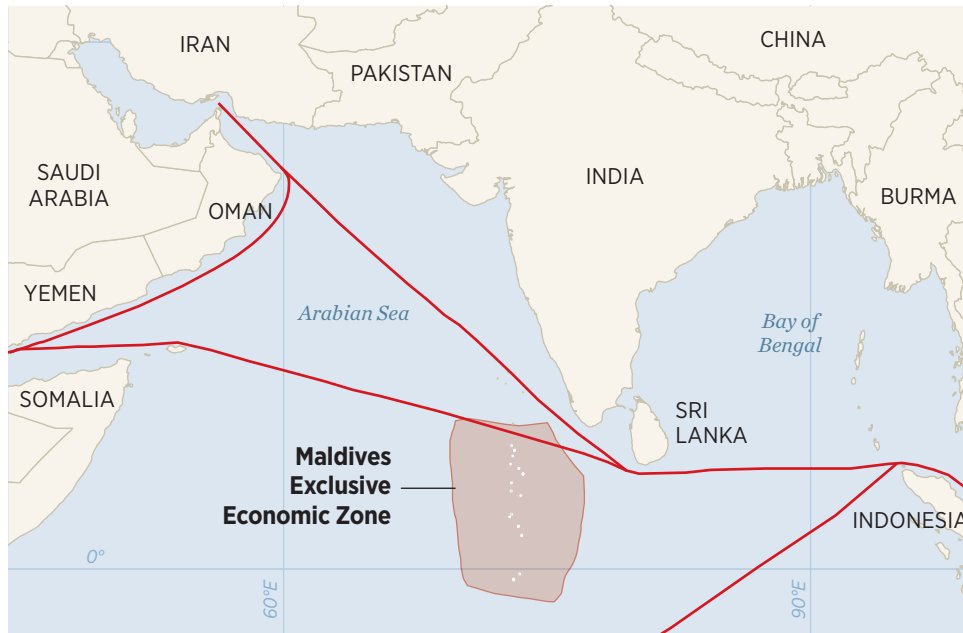 IRAN
CHINA
PAKISTAN
SAUDI
ARABIA
INDIA
OMAN
BURMA
YEMEN
Arabian Sea
Bay of
Bengal
SOMALIA
SRI
LANKA
Maldives
Exclusive
Economic Zone
INDONESIA
0°
60°E
90°E